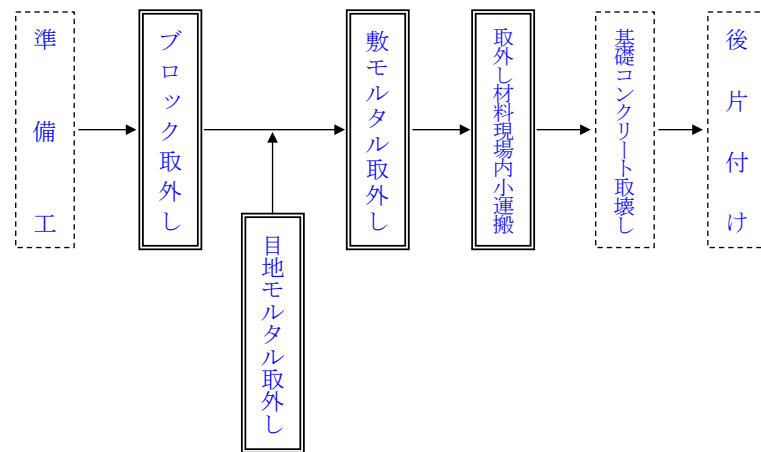 準備工
ブロック取外し
目地モルタル取外し
敷モルタル取外し
取外し材料現場内小運搬
基礎コンクリート取壊し
後片付け